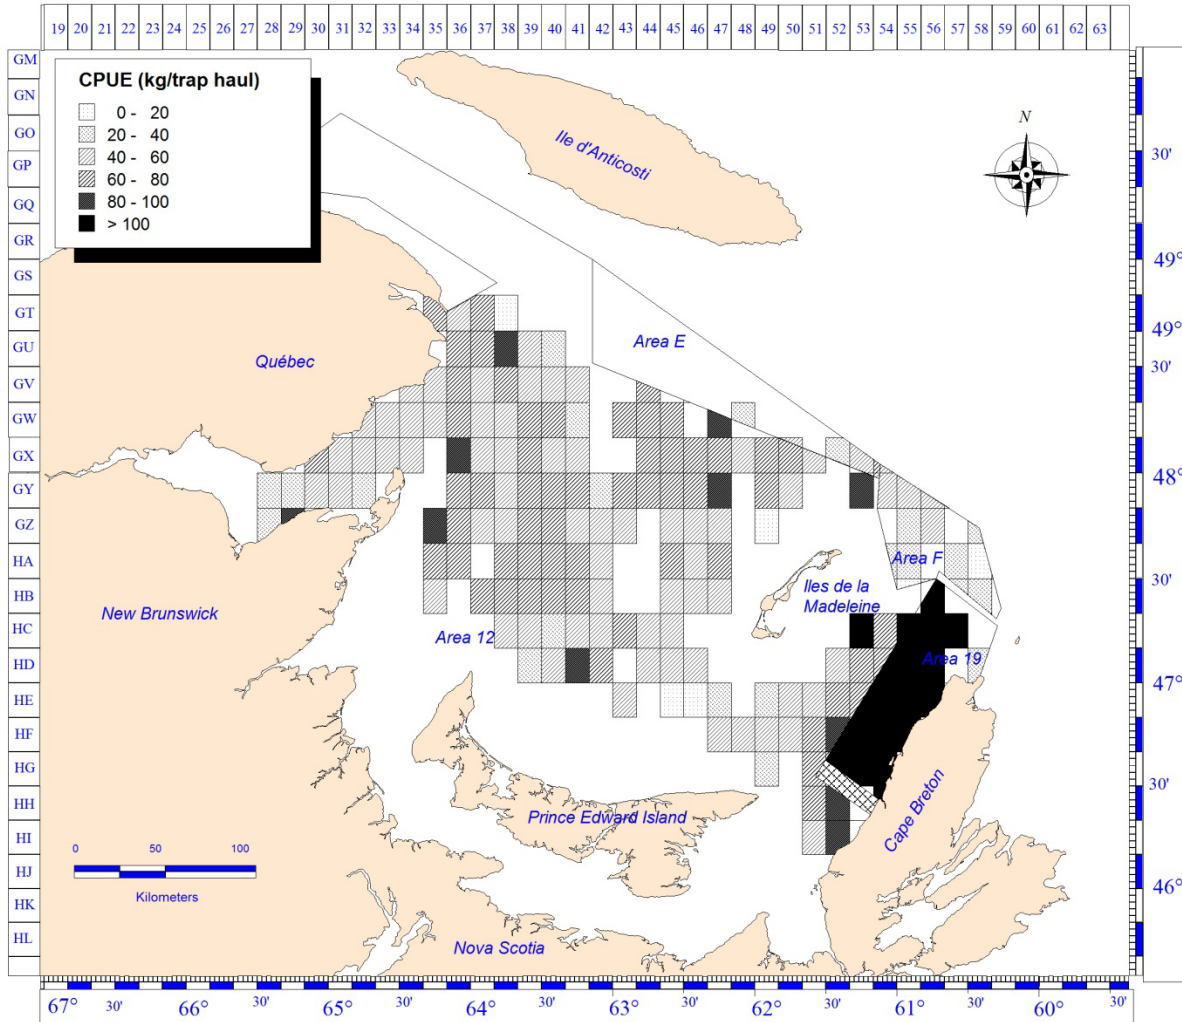 19 20 21 22 23 24 25 26 27 28 29 30 31 32 33 34 35 36 37 38 39 40 41 42 43 44 45 47 49 50 51 52 53 54 56 57 58 59 60 61 62 63
GM
GN
GO
GP
GQ
GR
GS
GT
GU
GV
GW
GX
GY
GZ
HA
HB
HC
HD
HE
HF
HG
HH
HI
HJ
HK
HL
CPUE (kg/trap haul)
0 - 20
20 - 40
40 - 60
60 - 80
80 - 100
> 100
Ile d'Anticosti
N
Québec
Area E
New Brunswick
Area 12
Iles de la
Madeleine
Area F
Area 19
Prince Edward Island
Cape Breton
Nova Scotia
0 50 100
Kilometers
30'
49°
49°
30'
48°
30'
47°
30'
46°
67° 30' 66° 30' 65° 30' 64° 30' 63° 30' 62° 30' 61° 30' 60° 30'